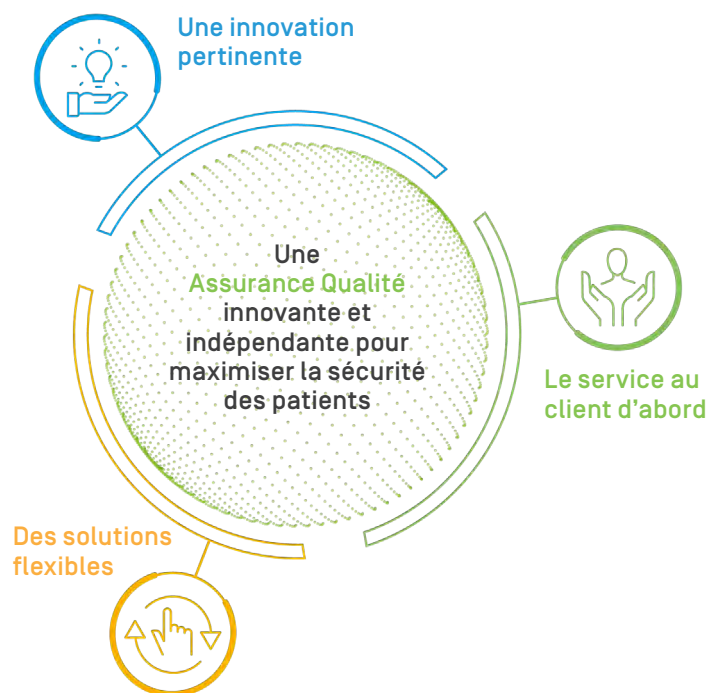 Une innovation
pertinente
Une
Assurance Qualité
innovante et
indépendante pour
maximiser la sécurité
des patients
Le service au
client d’abord
Des solutions
flexibles